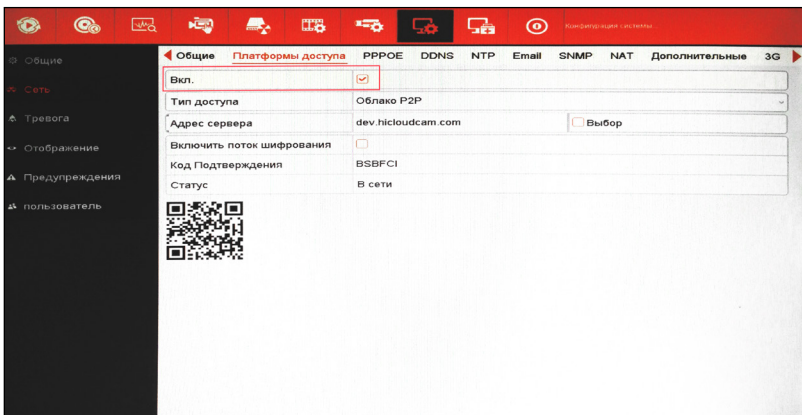 Конфигурация системы...
Общие
Сеть
Тревога
Отображение
Предупреждения
пользователь
Общие Платформы доступа PPPOE DDNS NTP Email SNMP NAT Дополнительные 3G
Вкл.
Тип доступа Облако P2P
Адрес сервера dev.hicloudcam.com Выбор
Включить поток шифрования
Код Подтверждения BSBFCI
Статус В сети